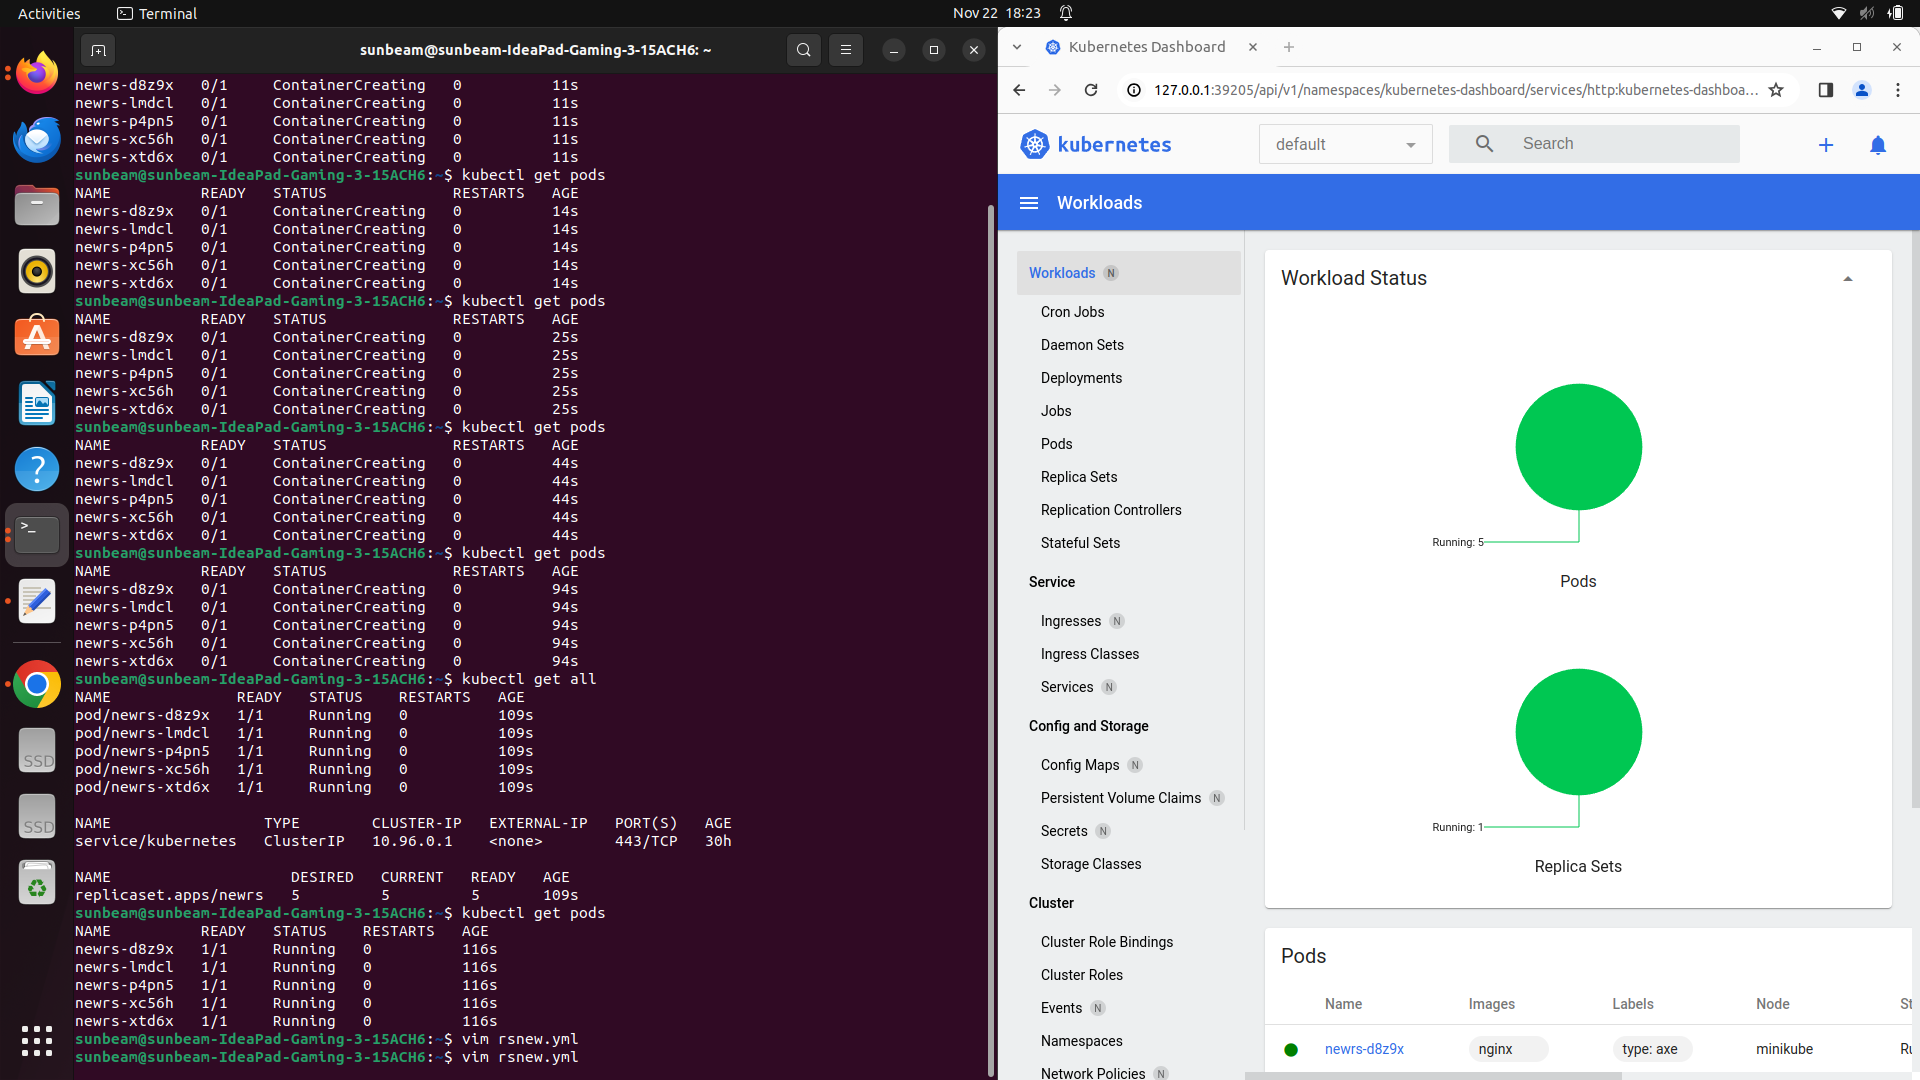 Activities
Terminal
Nov 22 18:23
sunbeam@sunbeam-IdeaPad-Gaming-3-15ACH6: ~
newrs-d8z9x 0/1 ContainerCreating 0 11s
newrs-lmdcl 0/1 ContainerCreating 0 11s
newrs-p4pn5 0/1 ContainerCreating 0 11s
newrs-xc56h 0/1 ContainerCreating 0 11s
newrs-xtd6x 0/1 ContainerCreating 0 11s
sunbeam@sunbeam-IdeaPad-Gaming-3-15ACH6:~$ kubectl get pods
NAME READY STATUS RESTARTS AGE
newrs-d8z9x 0/1 ContainerCreating 0 14s
newrs-lmdcl 0/1 ContainerCreating 0 14s
newrs-p4pn5 0/1 ContainerCreating 0 14s
newrs-xc56h 0/1 ContainerCreating 0 14s
newrs-xtd6x 0/1 ContainerCreating 0 14s
sunbeam@sunbeam-IdeaPad-Gaming-3-15ACH6:~$ kubectl get pods
NAME READY STATUS RESTARTS AGE
newrs-d8z9x 0/1 ContainerCreating 0 25s
newrs-lmdcl 0/1 ContainerCreating 0 25s
newrs-p4pn5 0/1 ContainerCreating 0 25s
newrs-xc56h 0/1 ContainerCreating 0 25s
newrs-xtd6x 0/1 ContainerCreating 0 25s
sunbeam@sunbeam-IdeaPad-Gaming-3-15ACH6:~$ kubectl get pods
NAME READY STATUS RESTARTS AGE
newrs-d8z9x 0/1 ContainerCreating 0 44s
newrs-lmdcl 0/1 ContainerCreating 0 44s
newrs-p4pn5 0/1 ContainerCreating 0 44s
newrs-xc56h 0/1 ContainerCreating 0 44s
newrs-xtd6x 0/1 ContainerCreating 0 44s
sunbeam@sunbeam-IdeaPad-Gaming-3-15ACH6:~$ kubectl get pods
NAME READY STATUS RESTARTS AGE
newrs-d8z9x 0/1 ContainerCreating 0 94s
newrs-lmdcl 0/1 ContainerCreating 0 94s
newrs-p4pn5 0/1 ContainerCreating 0 94s
newrs-xc56h 0/1 ContainerCreating 0 94s
newrs-xtd6x 0/1 ContainerCreating 0 94s
sunbeam@sunbeam-IdeaPad-Gaming-3-15ACH6:~$ kubectl get all
NAME READY STATUS RESTARTS AGE
pod/newrs-d8z9x 1/1 Running 0 109s
pod/newrs-lmdcl 1/1 Running 0 109s
pod/newrs-p4pn5 1/1 Running 0 109s
pod/newrs-xc56h 1/1 Running 0 109s
pod/newrs-xtd6x 1/1 Running 0 109s
NAME TYPE CLUSTER-IP EXTERNAL-IP PORT(S) AGE
service/kubernetes ClusterIP 10.96.0.1 <none> 443/TCP 30h
NAME DESIRED CURRENT READY AGE
replicaset.apps/newrs 5 5 5 109s
sunbeam@sunbeam-IdeaPad-Gaming-3-15ACH6:~$ kubectl get pods
NAME READY STATUS RESTARTS AGE
newrs-d8z9x 1/1 Running 0 116s
newrs-lmdcl 1/1 Running 0 116s
newrs-p4pn5 1/1 Running 0 116s
newrs-xc56h 1/1 Running 0 116s
newrs-xtd6x 1/1 Running 0 116s
sunbeam@sunbeam-IdeaPad-Gaming-3-15ACH6:~$ vim rsnew.yml
sunbeam@sunbeam-IdeaPad-Gaming-3-15ACH6:~$ vim rsnew.yml
SSD
SSD
Kubernetes Dashboard
127.0.0.1:39205/api/v1/namespaces/kubernetes-dashboard/services/http:kubernetes-dashboa...
kubernetes
default
Search
Workloads
Workloads N
Cron Jobs
Daemon Sets
Deployments
Jobs
Pods
Replica Sets
Replication Controllers
Stateful Sets
Service
Ingresses N
Ingress Classes
Services N
Config and Storage
Config Maps N
Persistent Volume Claims N
Secrets N
Storage Classes
Cluster
Cluster Role Bindings
Cluster Roles
Events N
Namespaces
Network Policies N
Workload Status
Running: 5
Pods
Running: 1
Replica Sets
Pods
Name Images Labels Node St
newrs-d8z9x nginx type: axe minikube Ru